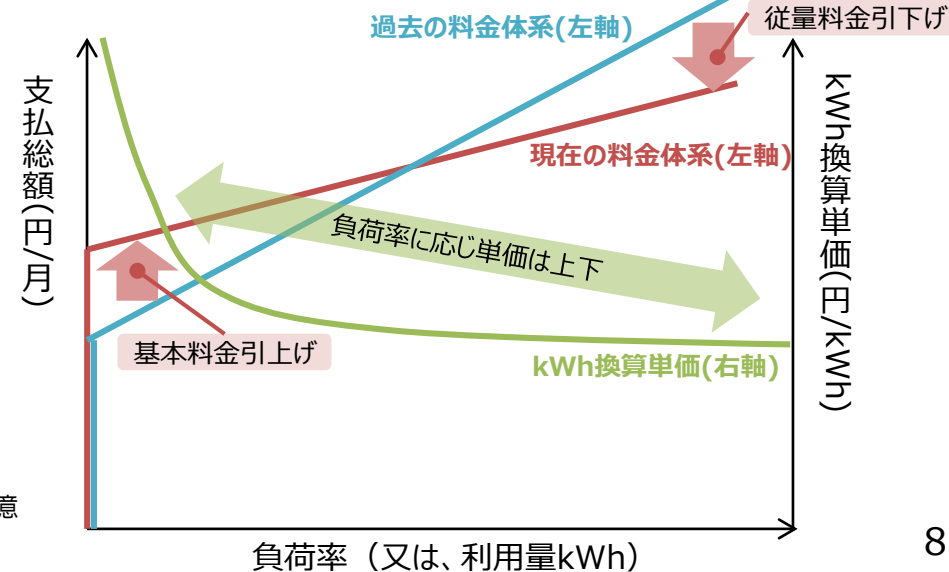 過去の料金体系(左軸)
従量料金引下げ
支払総額(円/月)
kWh換算単価(円/kWh)
現在の料金体系(左軸)
負荷率に応じ単価は上下
基本料金引上げ
kWh換算単価(右軸)
億
負荷率（又は、利用量kWh）
8